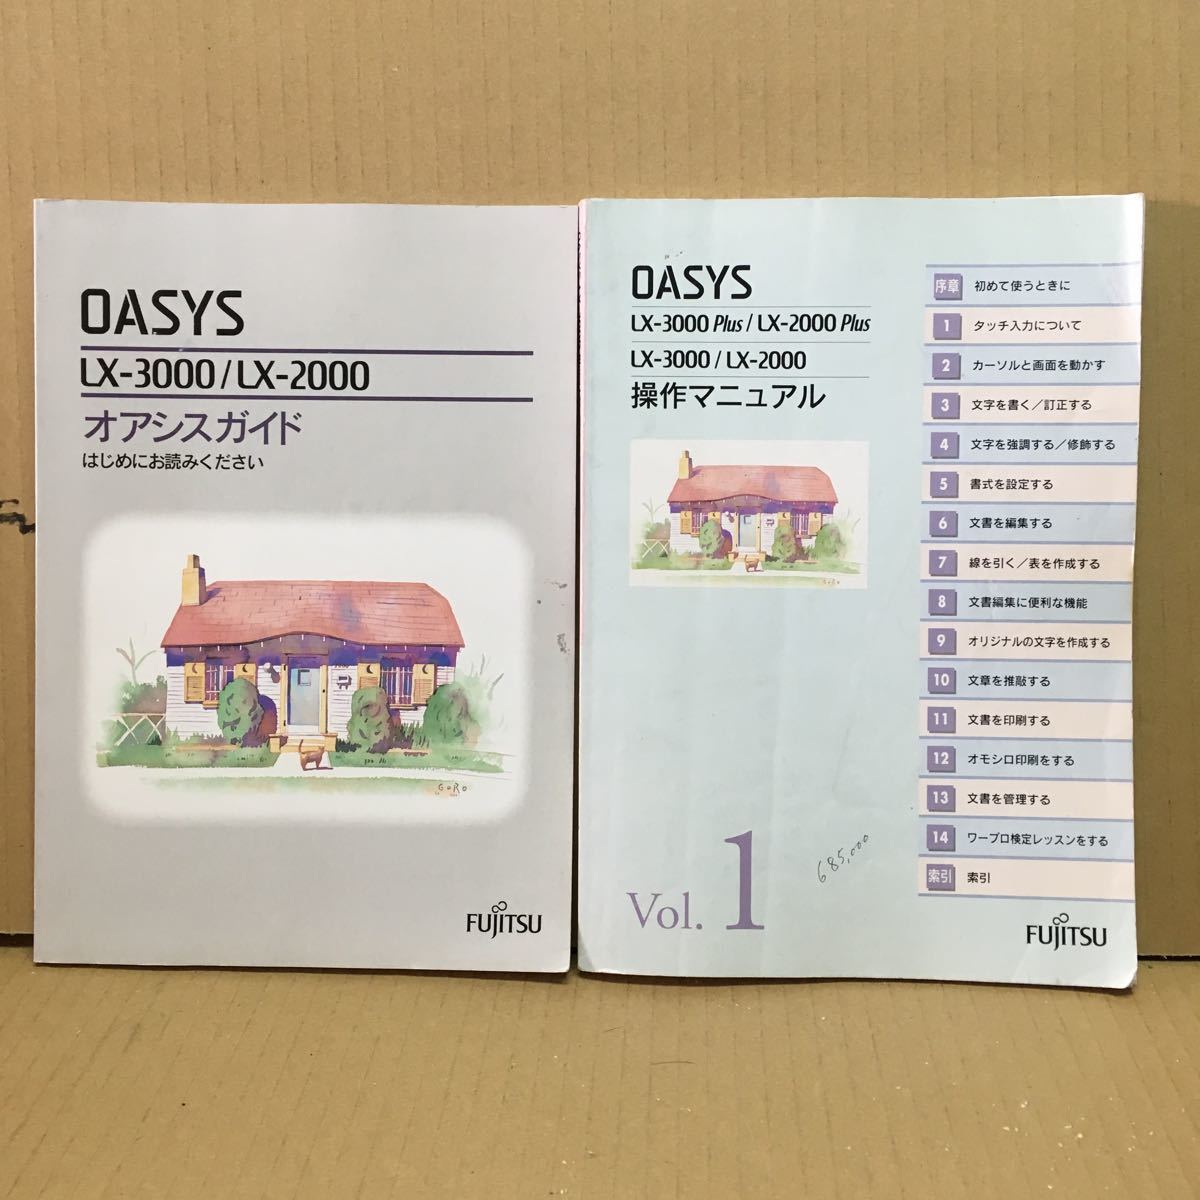 OASYS
LX-3000/LX-2000
オアシスガイド
はじめにお読みください
GORO
FUJITSU
OASYS
LX-3000 Plus/LX-2000 Plus
LX-3000/LX-2000
操作マニュアル
GORO
Vol. 1
685,000
序章 初めて使うときに
1 タッチ入力について
2 カーソルと画面を動かす
3 文字を書く／訂正する
4 文字を強調する／修飾する
5 書式を設定する
6 文書を編集する
7 線を引く／表を作成する
8 文書編集に便利な機能
9 オリジナルの文字を作成する
10 文章を推敲する
11 文書を印刷する
12 オモシロ印刷をする
13 文書を管理する
14 ワープロ検定レッスンをする
索引 索引
FUJITSU